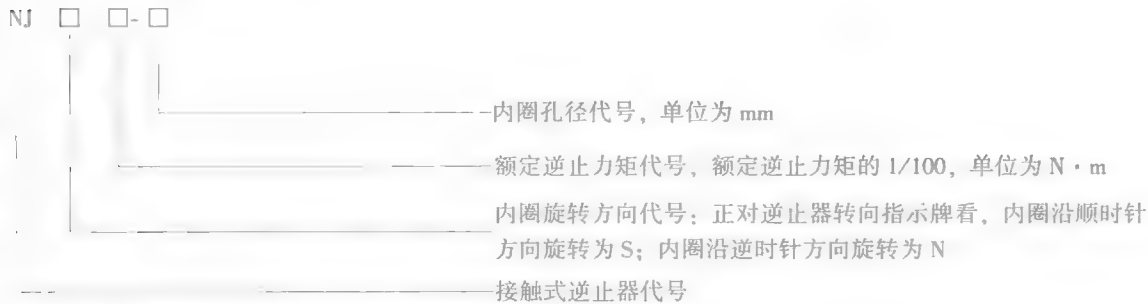 NJ □ □-□
内圈孔径代号，单位为 mm
额定逆止力矩代号，额定逆止力矩的 1/100，单位为 N·m
内圈旋转方向代号；正对逆止器转向指示牌看，内圈沿顺时针
方向旋转为 S；内圈沿逆时针方向旋转为 N
接触式逆止器代号